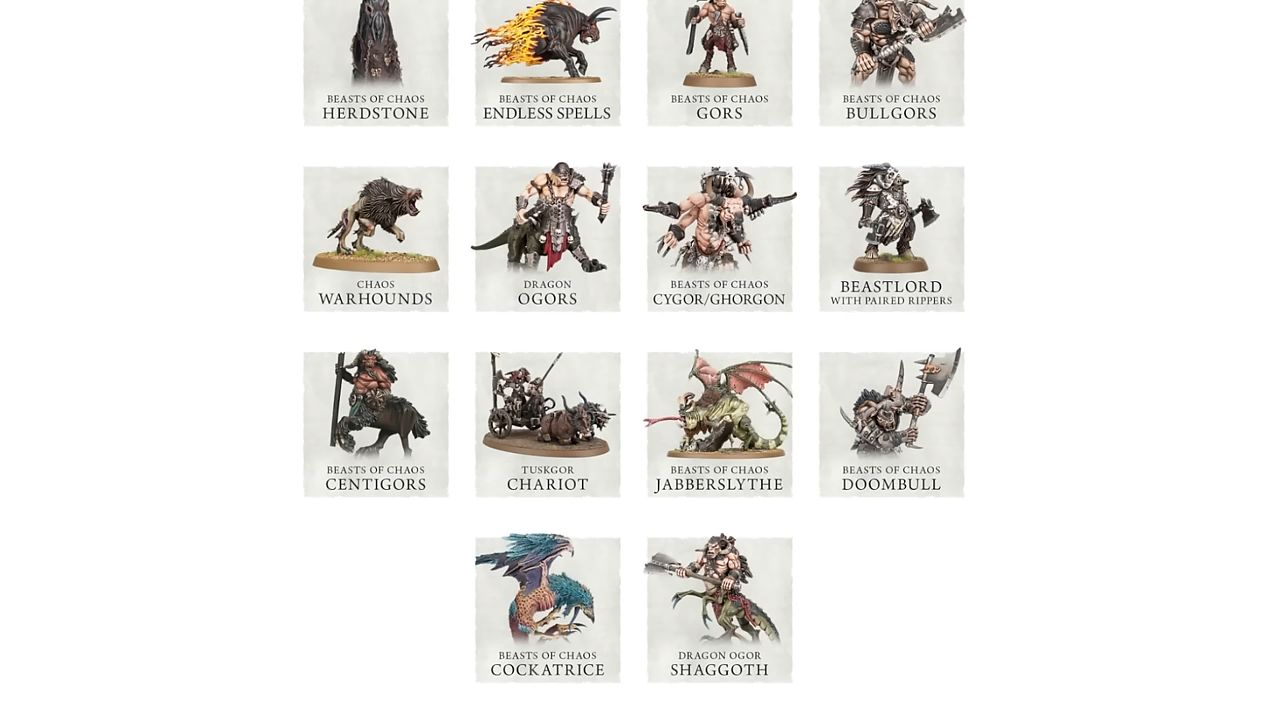 BEASTS OF CHAOS
HERDSTONE
BEASTS OF CHAOS
ENDLESS SPELLS
BEASTS OF CHAOS
GORS
BEASTS OF CHAOS
BULLGORS
CHAOS
WARHOUNDS
DRAGON
OGORS
BEASTS OF CHAOS
CYGOR/GHORGON
BEASTLORD
WITH PAIRED RIPPERS
BEASTS OF CHAOS
CENTIGORS
TUSKGOR
CHARIOT
BEASTS OF CHAOS
JABBERSLYTHE
BEASTS OF CHAOS
DOOMBULL
BEASTS OF CHAOS
COCKATRICE
DRAGON OGOR
SHAGGOTH